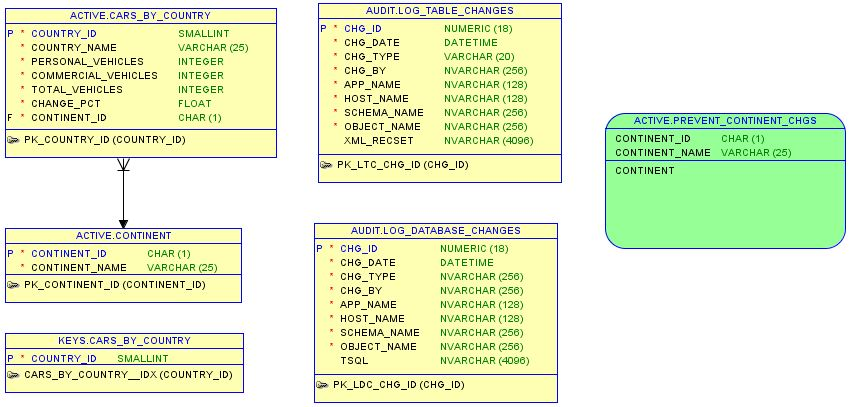 ACTIVE.CARS_BY_COUNTRY
P * COUNTRY_ID SMALLINT
* COUNTRY_NAME VARCHAR (25)
* PERSONAL_VEHICLES INTEGER
* COMMERCIAL_VEHICLES INTEGER
* TOTAL_VEHICLES INTEGER
* CHANGE_PCT FLOAT
F * CONTINENT_ID CHAR (1)
PK_COUNTRY_ID (COUNTRY_ID)
ACTIVE.CONTINENT
P * CONTINENT_ID CHAR (1)
* CONTINENT_NAME VARCHAR (25)
PK_CONTINENT_ID (CONTINENT_ID)
KEYS.CARS_BY_COUNTRY
P * COUNTRY_ID SMALLINT
CARS_BY_COUNTRY__IDX (COUNTRY_ID)
AUDIT.LOG_TABLE_CHANGES
P * CHG_ID NUMERIC (18)
* CHG_DATE DATETIME
* CHG_TYPE VARCHAR (20)
* CHG_BY NVARCHAR (256)
* APP_NAME NVARCHAR (128)
* HOST_NAME NVARCHAR (128)
* SCHEMA_NAME NVARCHAR (256)
* OBJECT_NAME NVARCHAR (256)
XML_RECSET NVARCHAR (4096)
PK_LTC_CHG_ID (CHG_ID)
AUDIT.LOG_DATABASE_CHANGES
P * CHG_ID NUMERIC (18)
* CHG_DATE DATETIME
* CHG_TYPE NVARCHAR (256)
* CHG_BY NVARCHAR (256)
* APP_NAME NVARCHAR (128)
* HOST_NAME NVARCHAR (128)
* SCHEMA_NAME NVARCHAR (256)
* OBJECT_NAME NVARCHAR (256)
TSQL NVARCHAR (4096)
PK_LDC_CHG_ID (CHG_ID)
ACTIVE.PREVENT_CONTINENT_CHGS
CONTINENT_ID CHAR (1)
CONTINENT_NAME VARCHAR (25)
CONTINENT